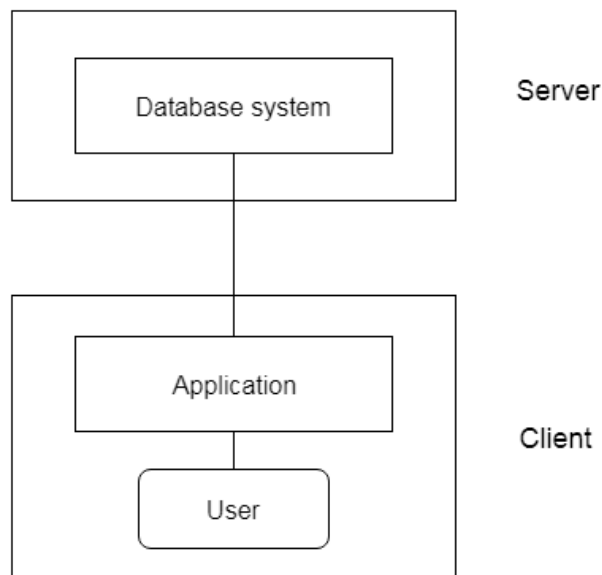 Database system
Server
Application
Client
User